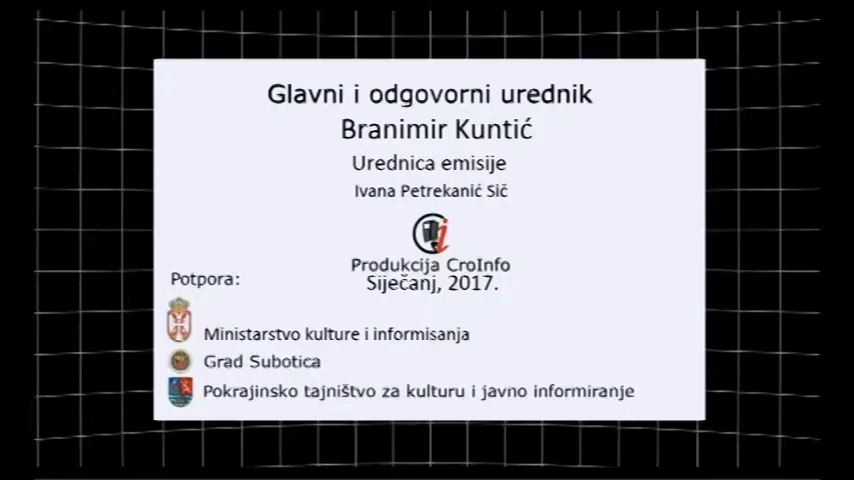 Glavni i odgovorni urednik
Branimir Kuntić
Urednica emisije
Ivana Petrekanić Sič
Produkcija CroInfo
Siječanj, 2017.
Potpora:
Ministarstvo kulture i informisanja
Grad Subotica
Pokrajinsko tajništvo za kulturu i javno informiranje